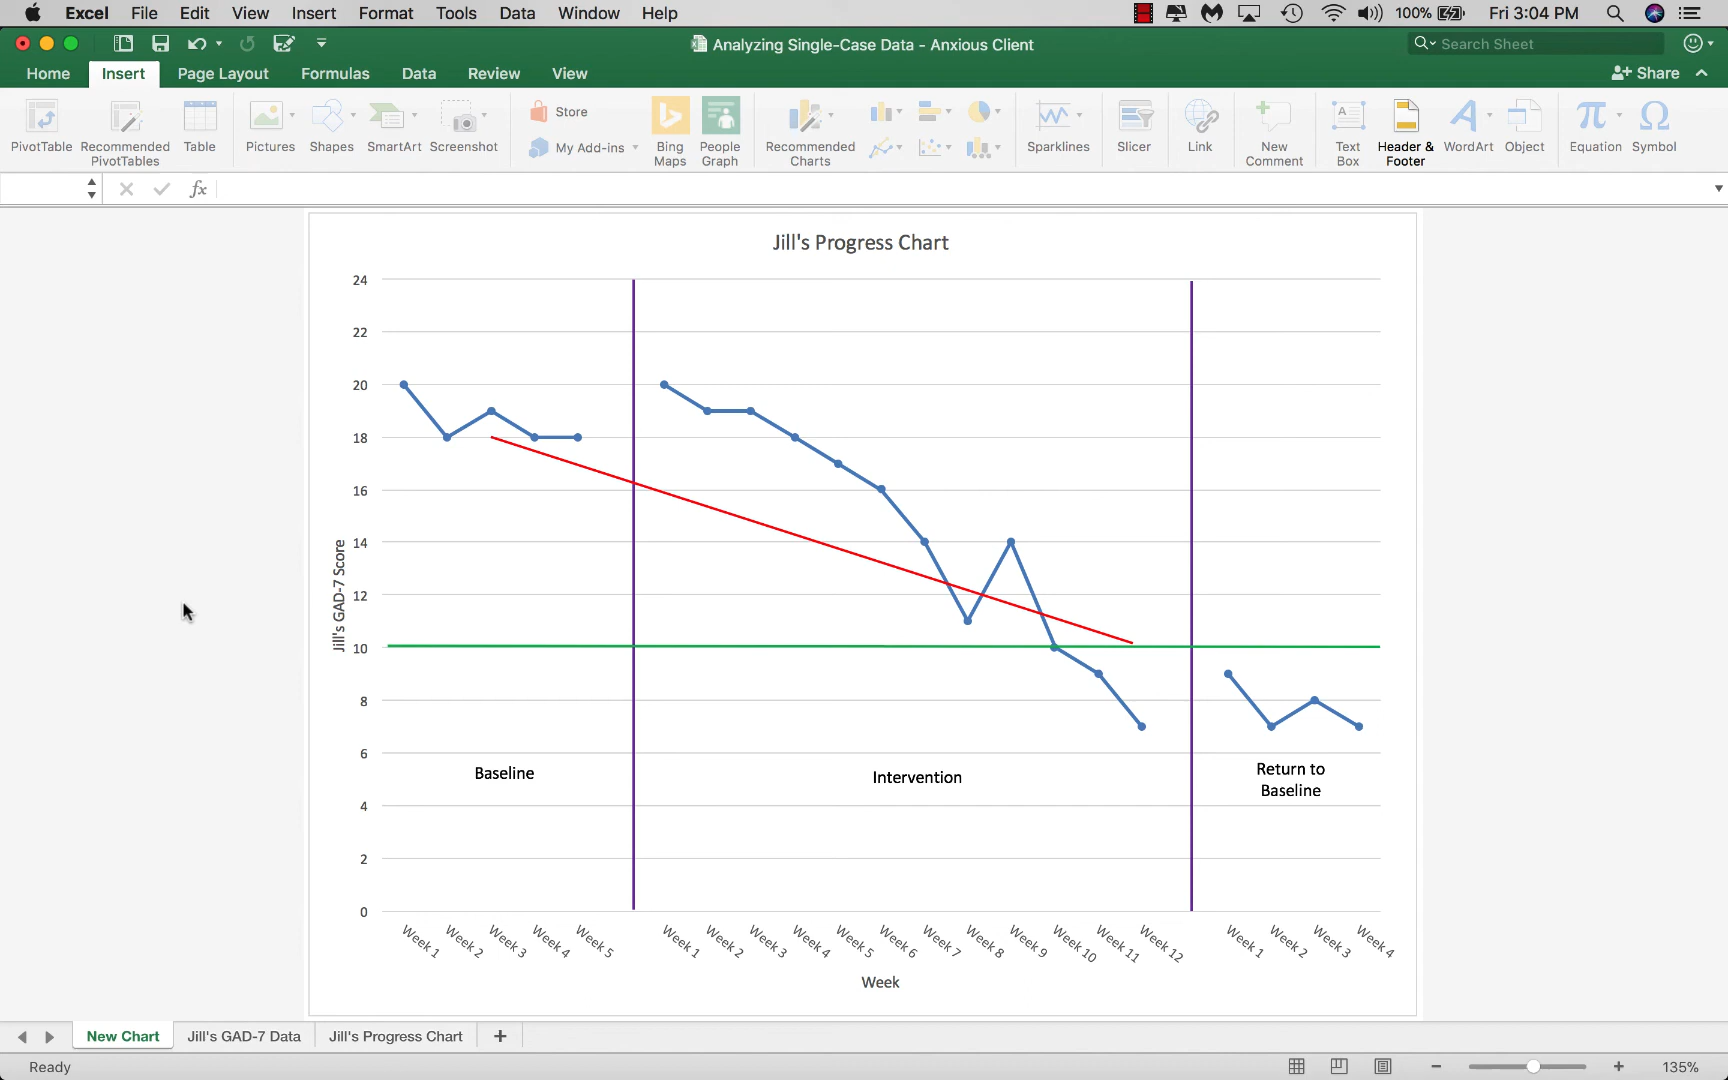 Excel File Edit View Insert Format Tools Data Window Help 100% Fri 3:04 PM
Analyzing Single-Case Data - Anxious Client Search Sheet
Home Insert Page Layout Formulas Data Review View Share
PivotTable Recommended PivotTables Table Pictures Shapes SmartArt Screenshot Store My Add-ins Bing Maps People Graph Recommended Charts Sparklines Slicer Link New Comment Text Box Header & Footer WordArt Object Equation Symbol
fx
Jill's Progress Chart
24
22
20
18
16
14
12
10
8
6
4
2
0
Jill's GAD-7 Score
Baseline
Intervention
Return to
Baseline
Week 1 Week 2 Week 3 Week 4 Week 5 Week 1 Week 2 Week 3 Week 4 Week 5 Week 6 Week 7 Week 8 Week 9 Week 10 Week 11 Week 12 Week 1 Week 2 Week 3 Week 4
Week
New Chart Jill's GAD-7 Data Jill's Progress Chart +
Ready 135%